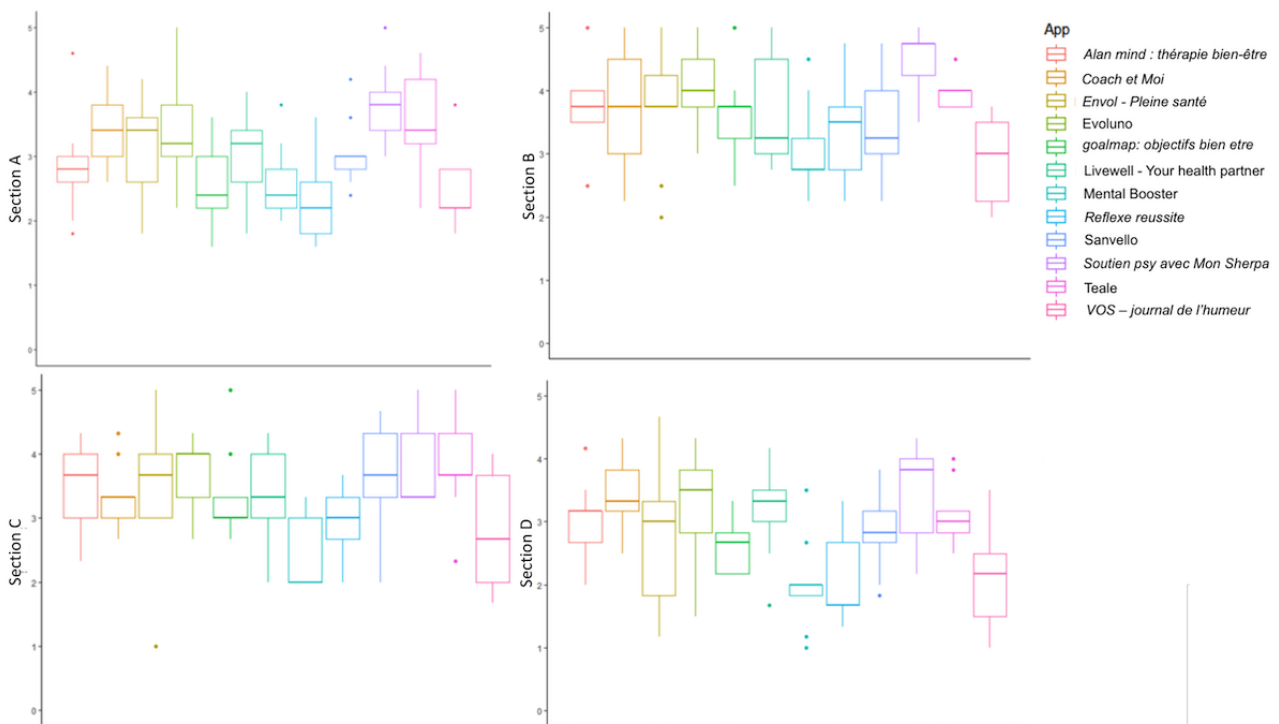 Section A
5
4
3
2
1
0
Section B
5
4
3
2
1
0
App
Alan mind : thérapie bien-être
Coach et Moi
Envol - Pleine santé
Evoluno
goalmap: objectifs bien etre
Livewell - Your health partner
Mental Booster
Reflexe reussite
Sanvello
Soutien psy avec Mon Sherpa
Teale
VOS – journal de l'humeur
Section C
5
4
3
2
1
0
Section D
5
4
3
2
1
0